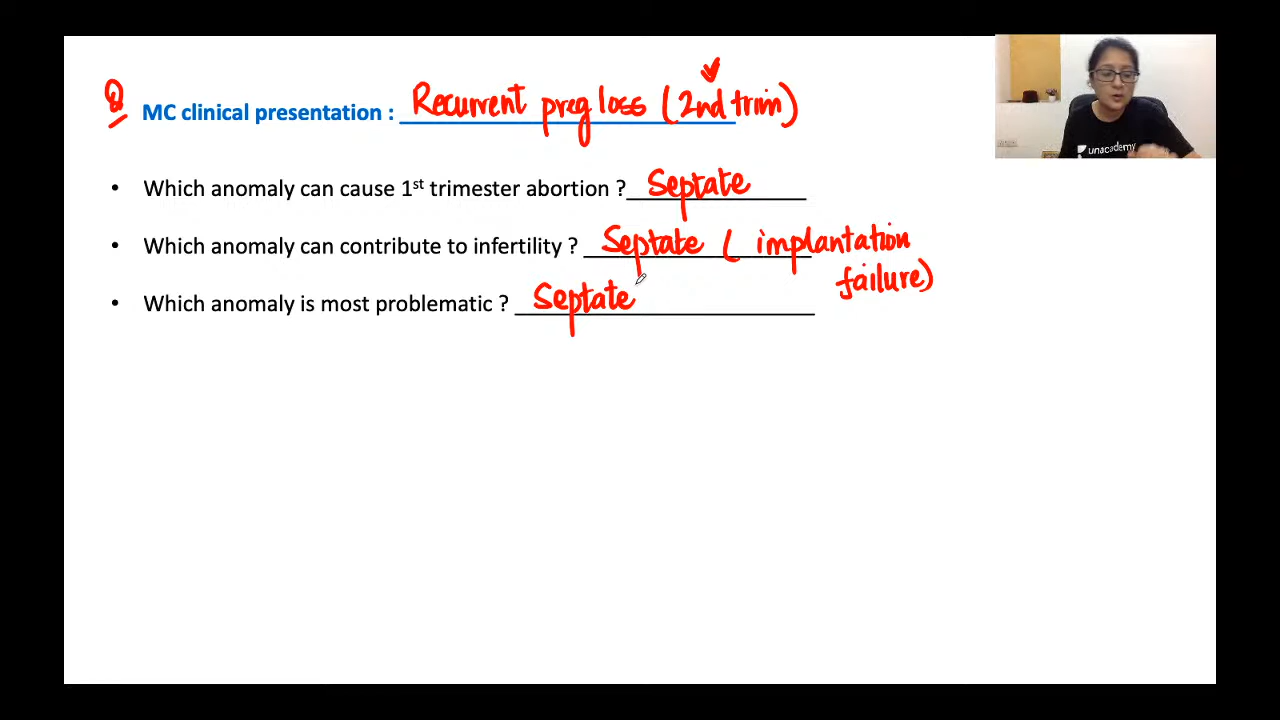 Q MC clinical presentation : Recurrent preg loss (2nd trim)
• Which anomaly can cause 1st trimester abortion ? Septate
• Which anomaly can contribute to infertility ? Septate ( implantation
failure)
• Which anomaly is most problematic ? Septate
unacademy